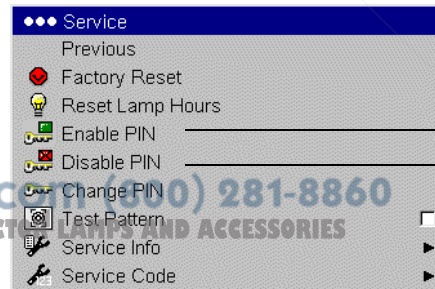 Service
Previous
Factory Reset
Reset Lamp Hours
Enable PIN
Disable PIN
com (800) 281-8860
Change PIN
Test Pattern
LAMPS AND ACCESSORIES
Service Info
123
Service Code